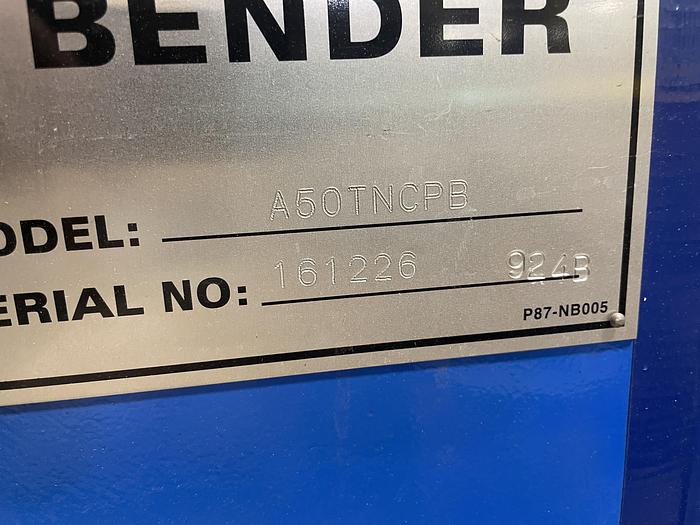 BENDER
ODEL: A50TNCPB
ERIAL NO: 161226 924B
P87-NB005